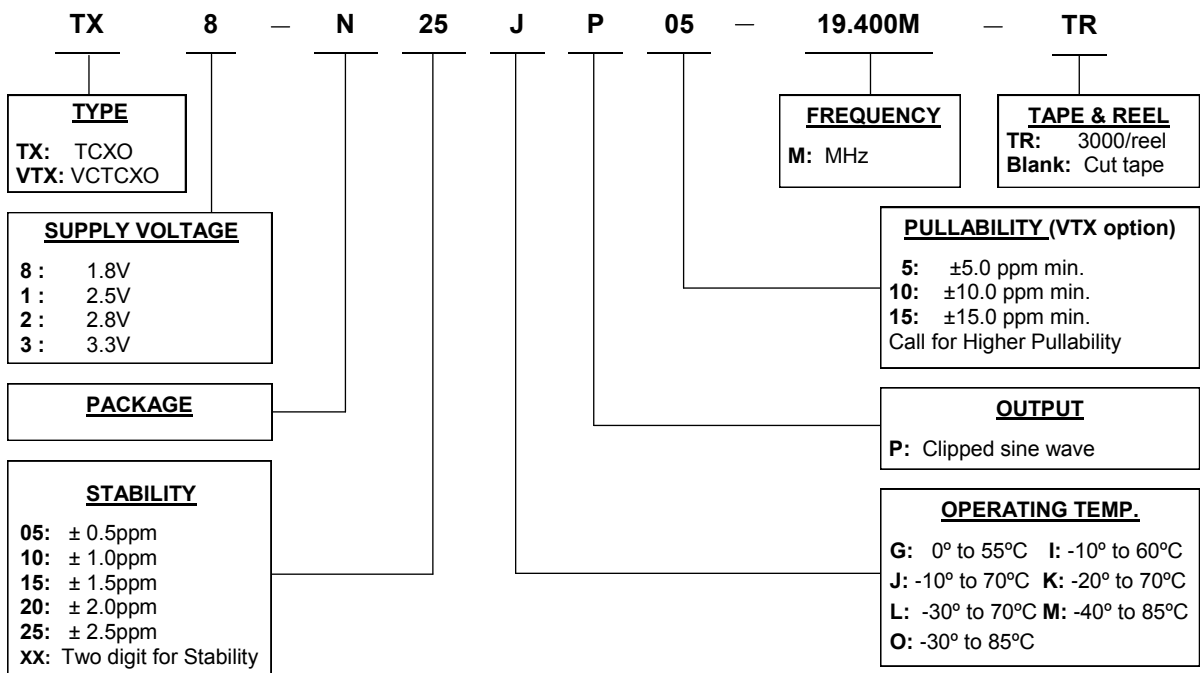 TX 8 — N 25 J P 05 — 19.400M — TR
TYPE
TX: TCXO
VTX: VCTCXO
FREQUENCY
M: MHz
TAPE & REEL
TR: 3000/reel
Blank: Cut tape
SUPPLY VOLTAGE
8 : 1.8V
1 : 2.5V
2 : 2.8V
3 : 3.3V
PULLABILITY (VTX option)
5: ±5.0 ppm min.
10: ±10.0 ppm min.
15: ±15.0 ppm min.
Call for Higher Pullability
PACKAGE
OUTPUT
P: Clipped sine wave
STABILITY
05: ± 0.5ppm
10: ± 1.0ppm
15: ± 1.5ppm
20: ± 2.0ppm
25: ± 2.5ppm
XX: Two digit for Stability
OPERATING TEMP.
G: 0º to 55ºC I: -10º to 60ºC
J: -10º to 70ºC K: -20º to 70ºC
L: -30º to 70ºC M: -40º to 85ºC
O: -30º to 85ºC